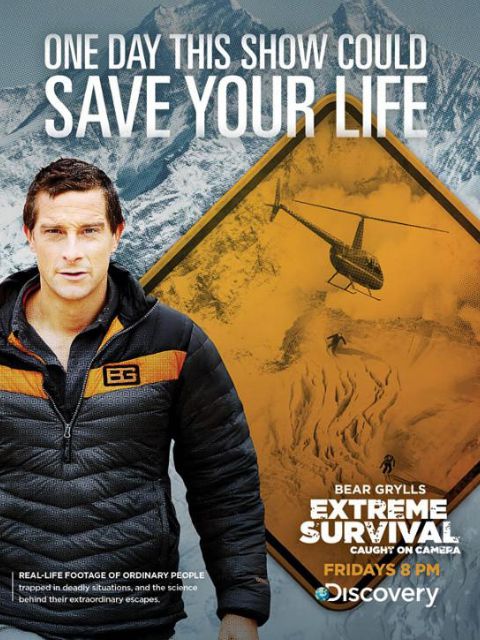 ONE DAY THIS SHOW COULD
SAVE YOUR LIFE
BG
BEAR GRYLLS
EXTREME
SURVIVAL
CAUGHT ON CAMERA
FRIDAYS 8 PM
Discovery
REAL-LIFE FOOTAGE OF ORDINARY PEOPLE
trapped in deadly situations, and the science
behind their extraordinary escapes.